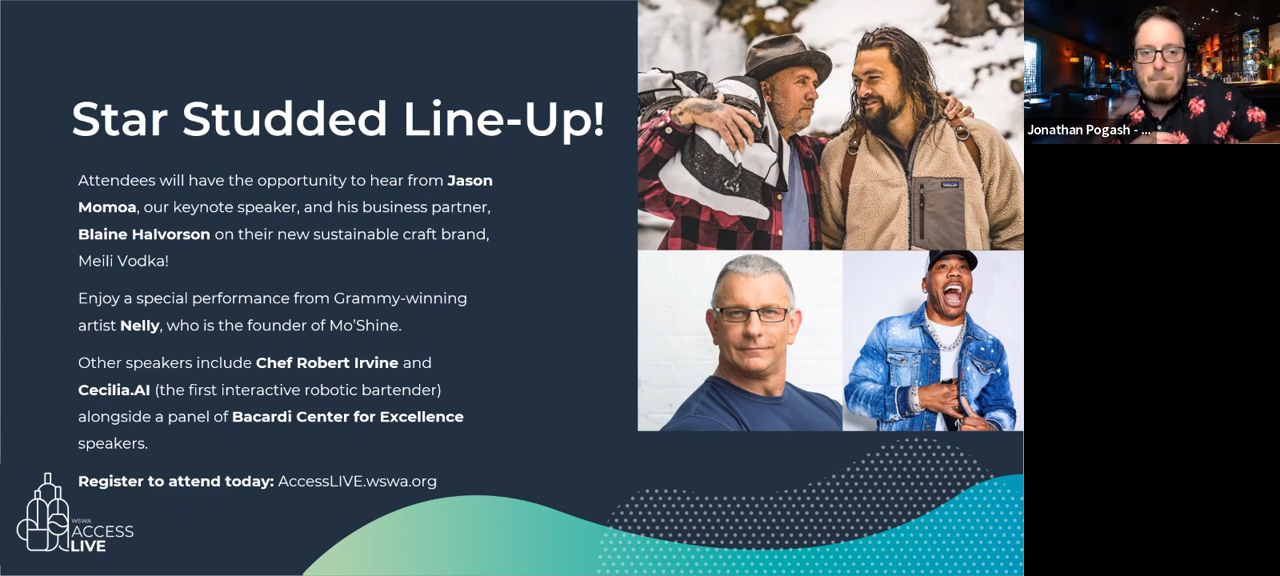 Star Studded Line-Up!
Attendees will have the opportunity to hear from Jason
Momoa, our keynote speaker, and his business partner,
Blaine Halvorson on their new sustainable craft brand,
Meili Vodka!
Enjoy a special performance from Grammy-winning
artist Nelly, who is the founder of Mo'Shine.
Other speakers include Chef Robert Irvine and
Cecilia.AI (the first interactive robotic bartender)
alongside a panel of Bacardi Center for Excellence
speakers.
Register to attend today: AccessLIVE.wswa.org
WSWA
ACCESS
LIVE
Jonathan Pogash - ...